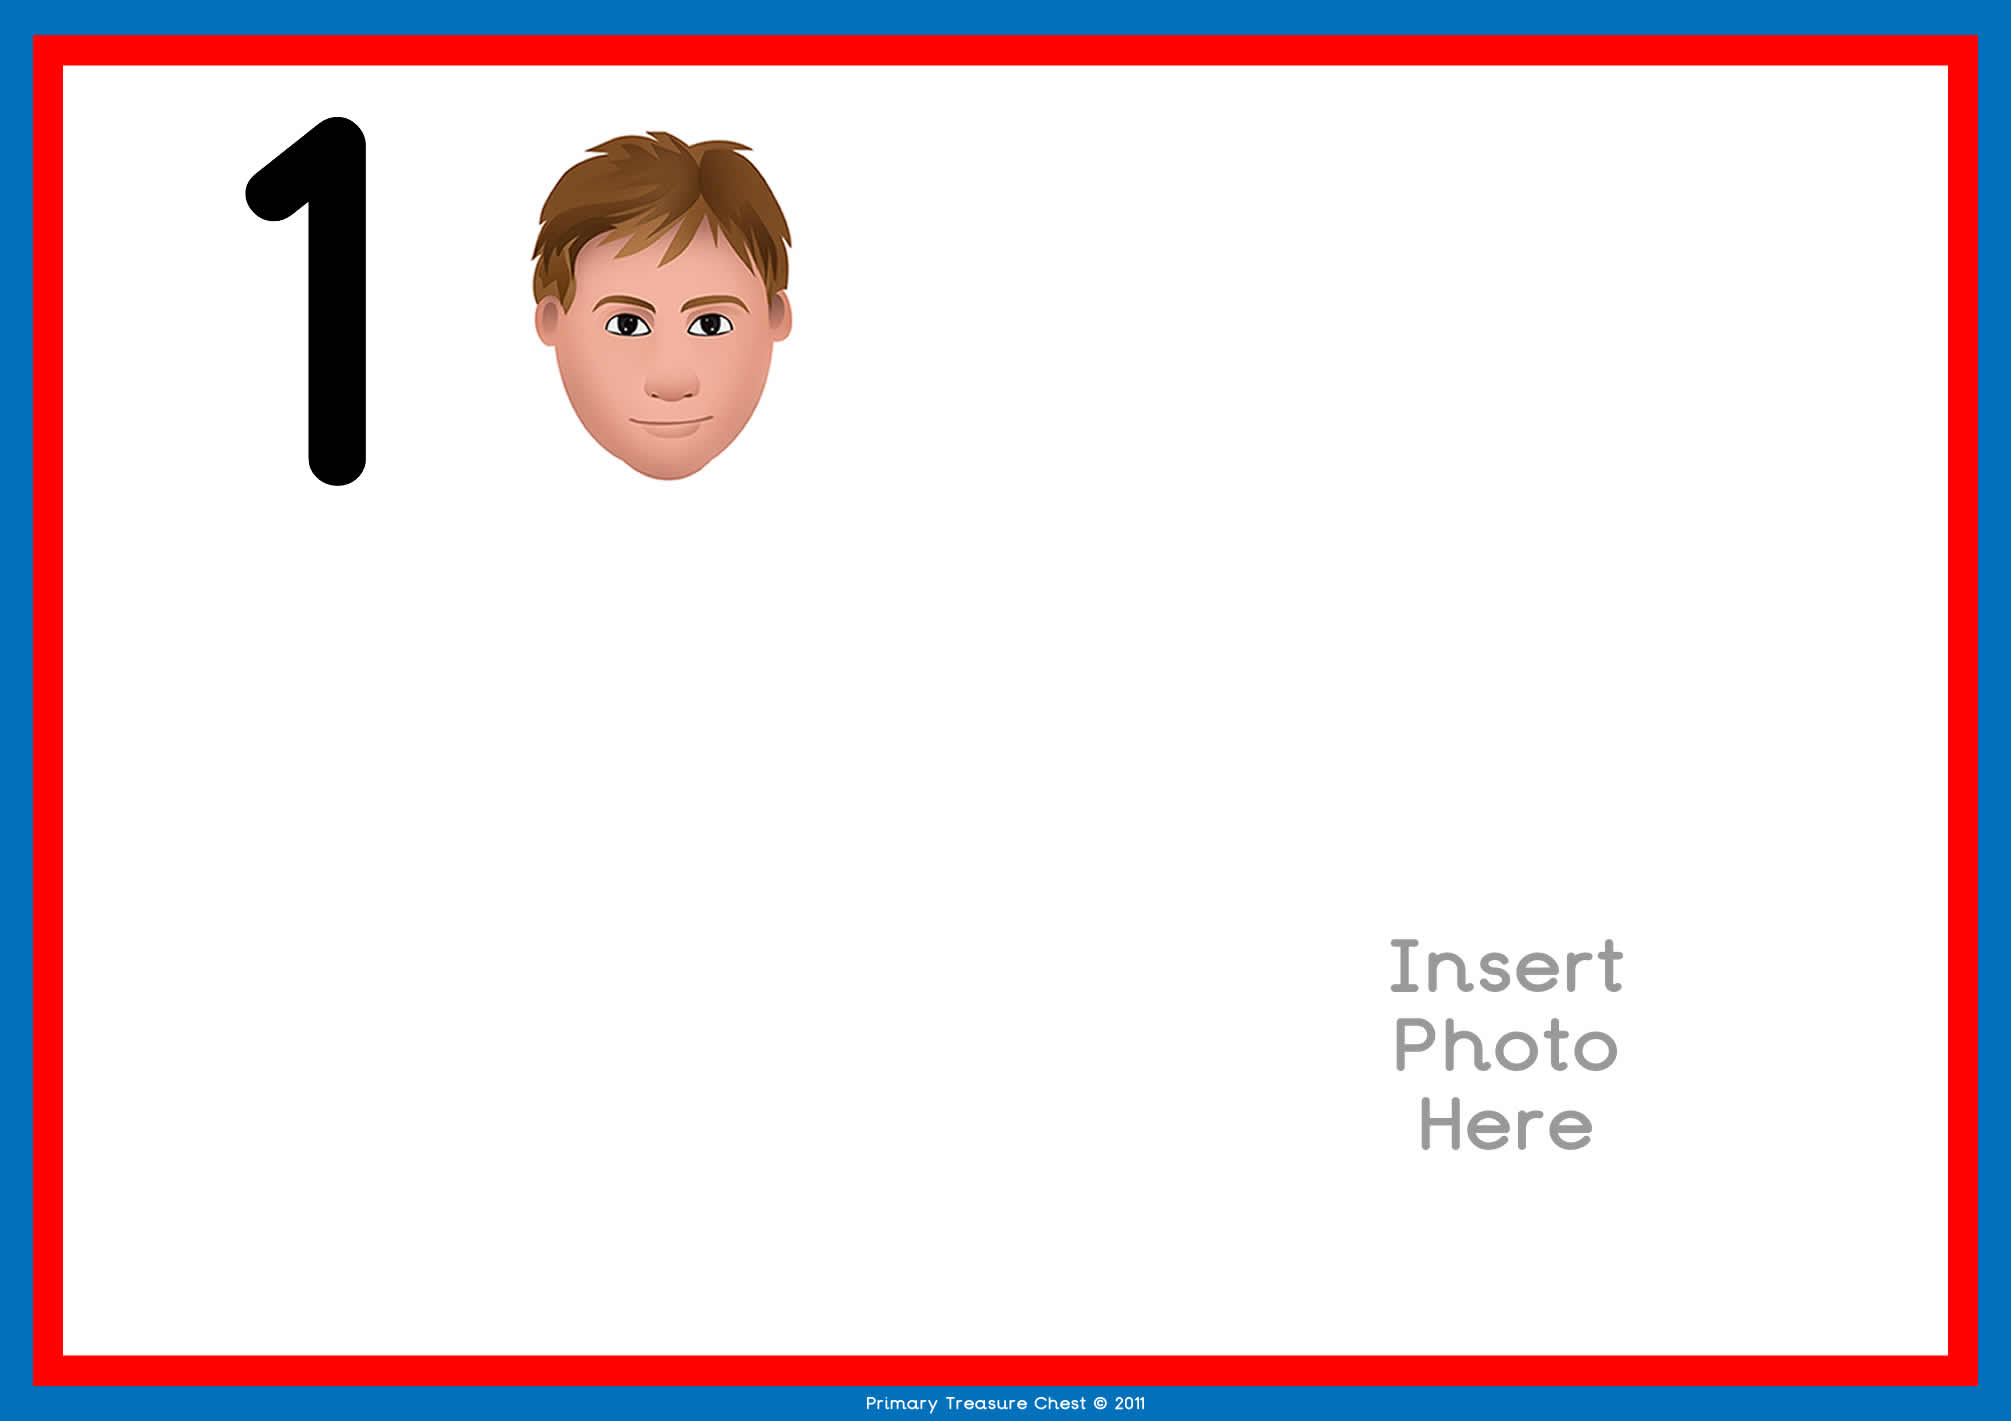 1
Insert
Photo
Here
Primary Treasure Chest © 2011